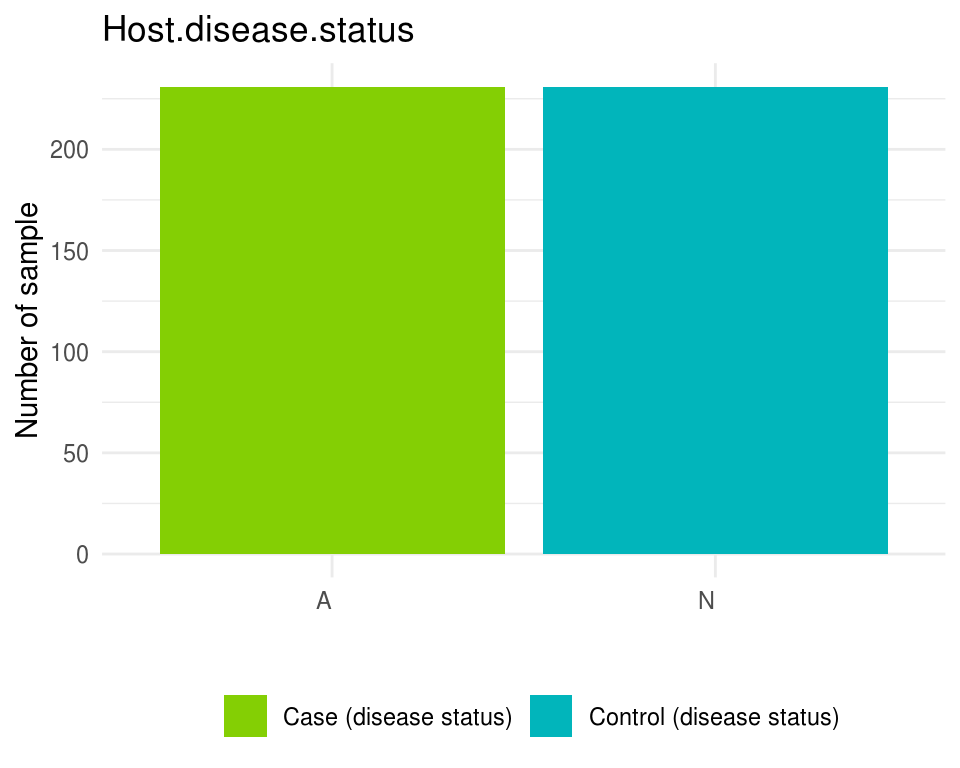 Host.disease.status
Number of sample
200
150
100
50
0
A
N
Case (disease status)
Control (disease status)